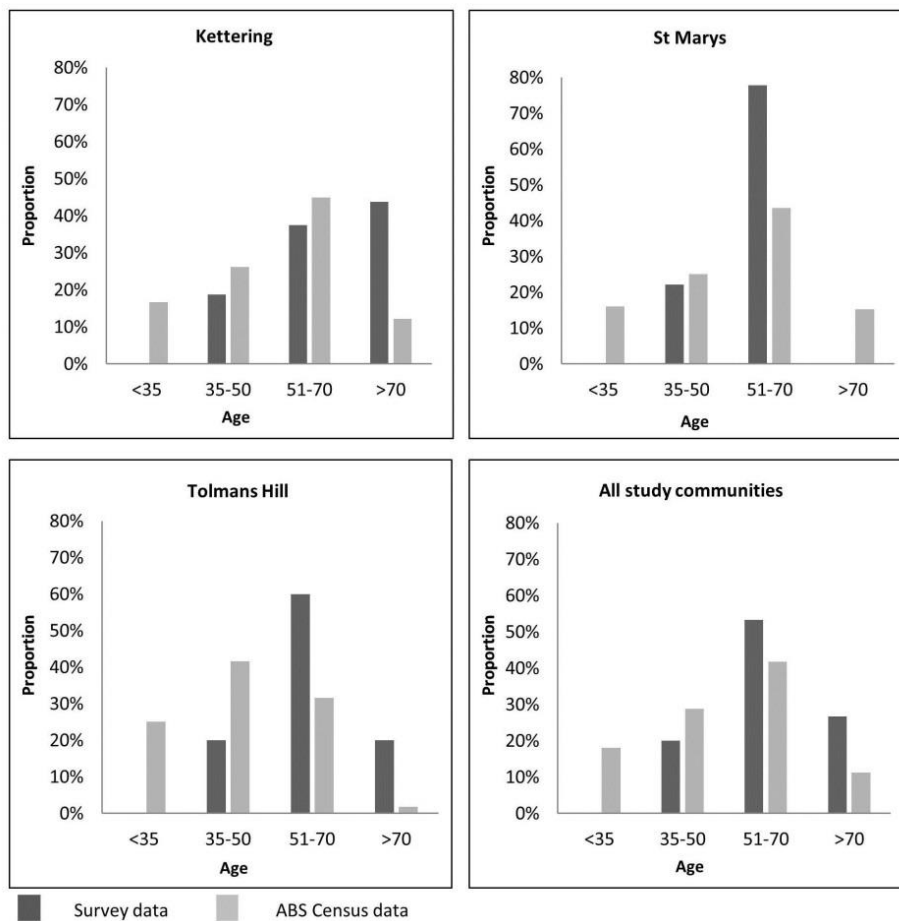 Kettering
80%
70%
60%
50%
40%
30%
20%
10%
0%
Proportion
<35 35-50 51-70 >70
Age
St Marys
80%
70%
60%
50%
40%
30%
20%
10%
0%
Proportion
<35 35-50 51-70 >70
Age
Tolmans Hill
80%
70%
60%
50%
40%
30%
20%
10%
0%
Proportion
<35 35-50 51-70 >70
Age
All study communities
80%
70%
60%
50%
40%
30%
20%
10%
0%
Proportion
<35 35-50 51-70 >70
Age
Survey data ABS Census data